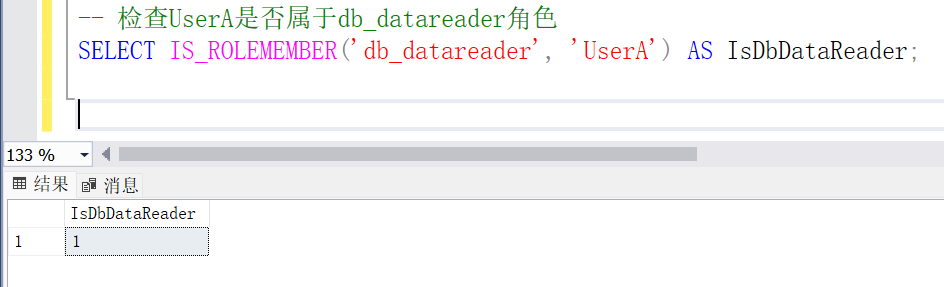 -- 检查UserA是否属于db_datareader角色
SELECT IS_ROLEMEMBER('db_datareader', 'UserA') AS IsDbDataReader;
133 %
结果 消息
IsDbDataReader
1 1